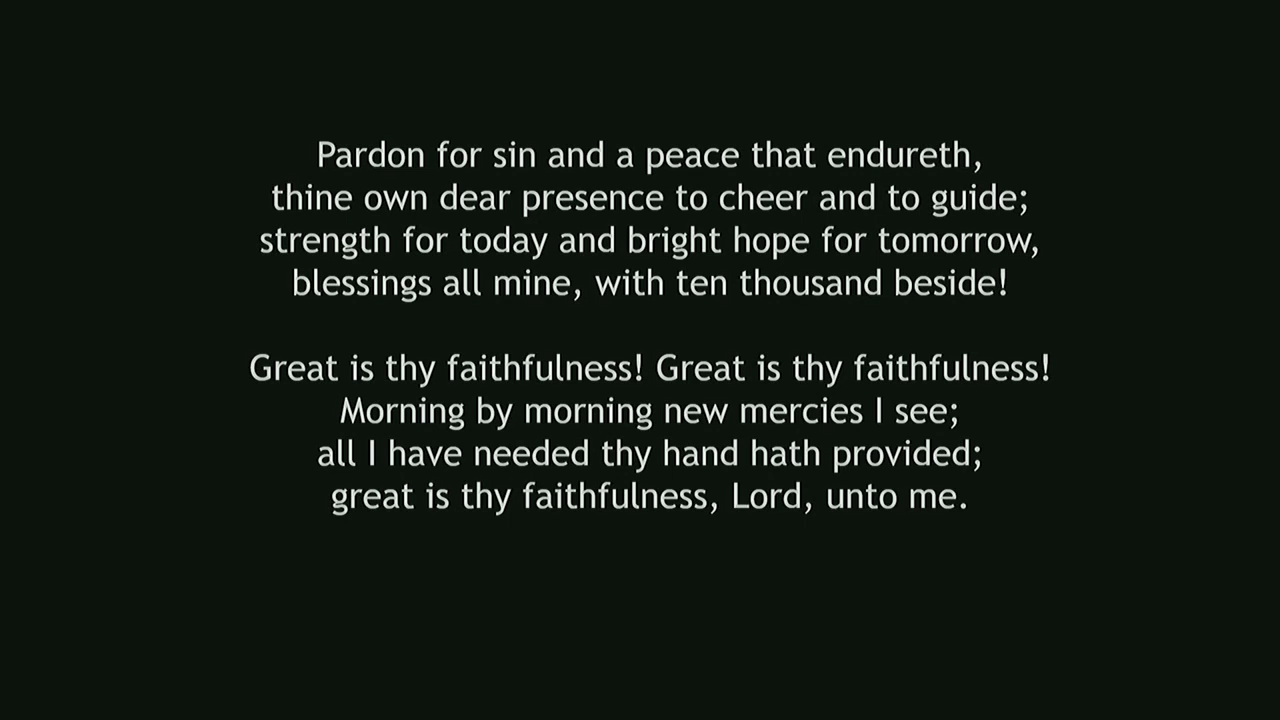 Pardon for sin and a peace that endureth,
thine own dear presence to cheer and to guide;
strength for today and bright hope for tomorrow,
blessings all mine, with ten thousand beside!
Great is thy faithfulness! Great is thy faithfulness!
Morning by morning new mercies I see;
all I have needed thy hand hath provided;
great is thy faithfulness, Lord, unto me.